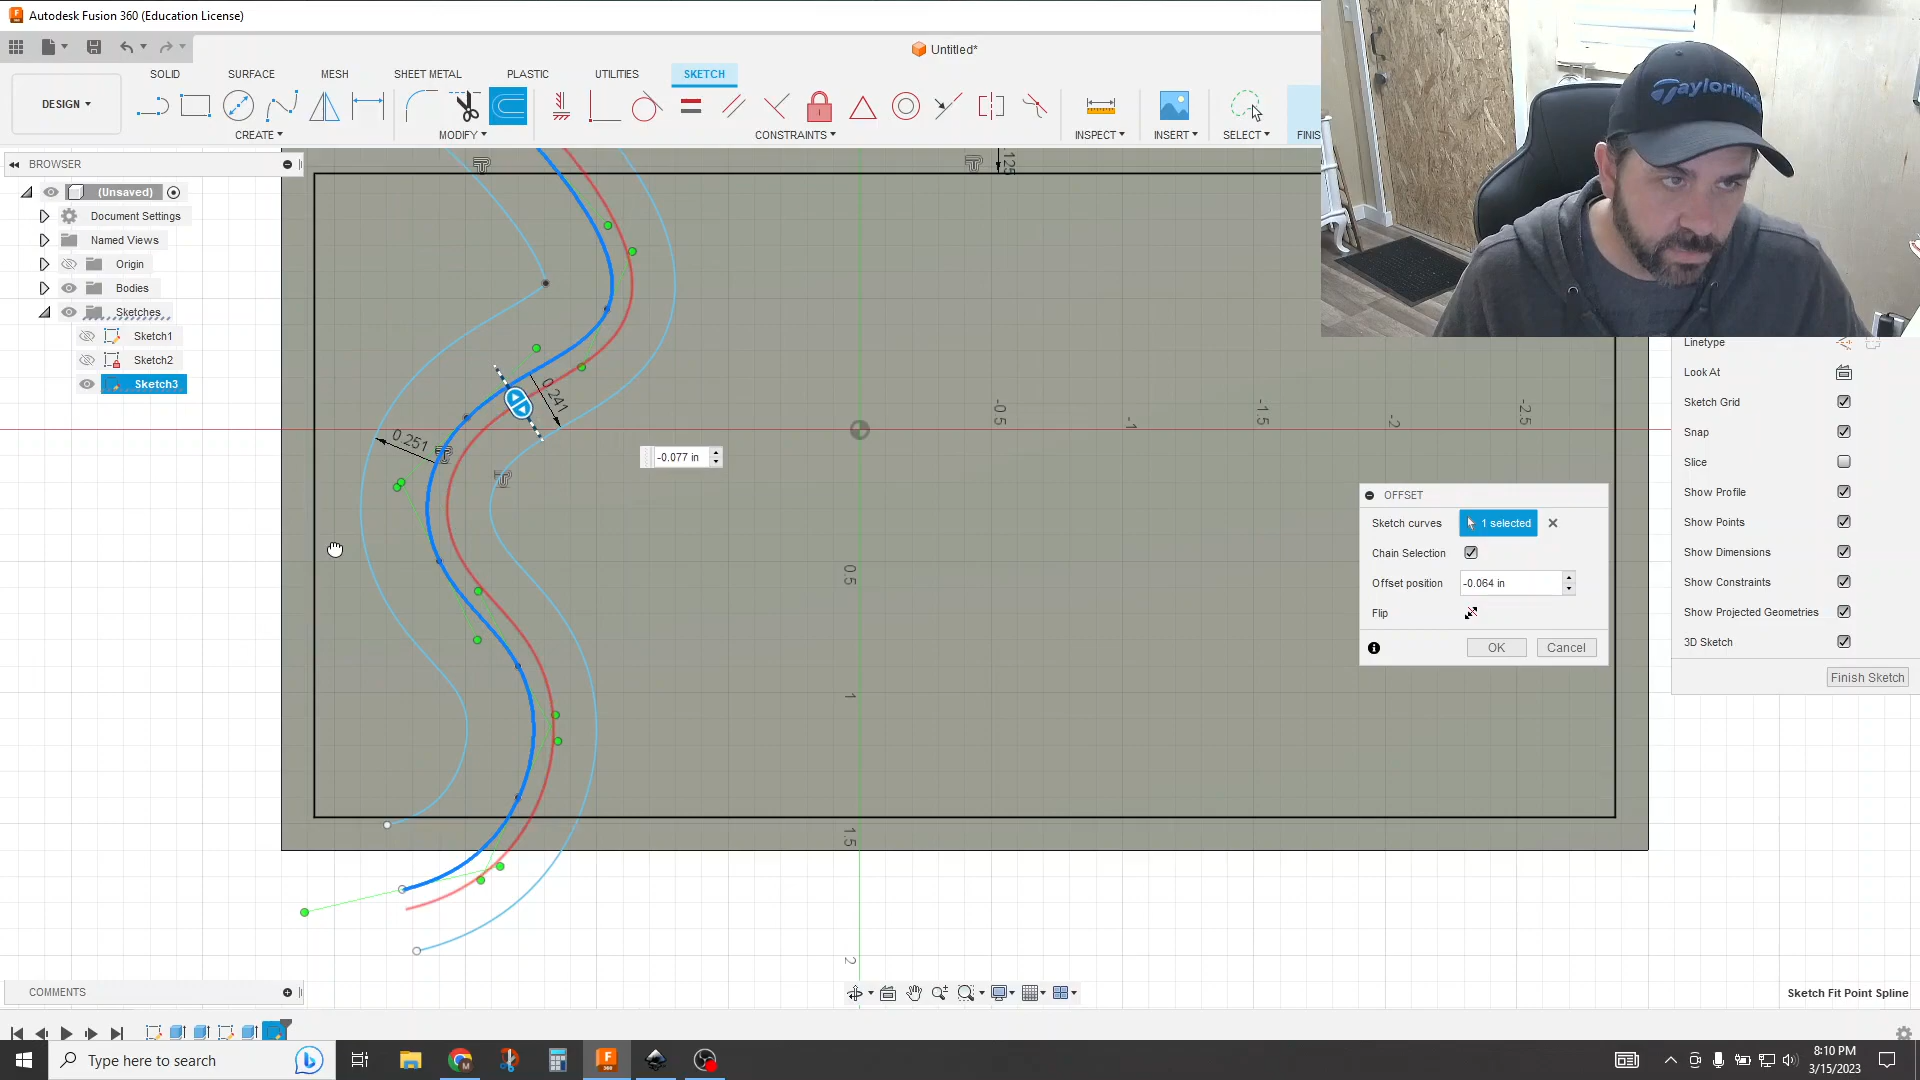 Autodesk Fusion 360 (Education License)
Untitled*
SOLID SURFACE MESH SHEET METAL PLASTIC UTILITIES SKETCH
DESIGN
CREATE MODIFY CONSTRAINTS INSPECT INSERT SELECT FINIS
TaylorMade
BROWSER
(Unsaved)
Document Settings
Named Views
Origin
Bodies
Sketches
Sketch1
Sketch2
Sketch3
125
0.241
0.251
-0.5
-1
-1.5
-2
-2.5
-0.077 in
0.5
1
1.5
2
OFFSET
Sketch curves 1 selected
Chain Selection
Offset position -0.064 in
Flip
OK Cancel
Linetype
Look At
Sketch Grid
Snap
Slice
Show Profile
Show Points
Show Dimensions
Show Constraints
Show Projected Geometries
3D Sketch
Finish Sketch
COMMENTS
Sketch Fit Point Spline
Type here to search
F
360
8:10 PM
3/15/2023